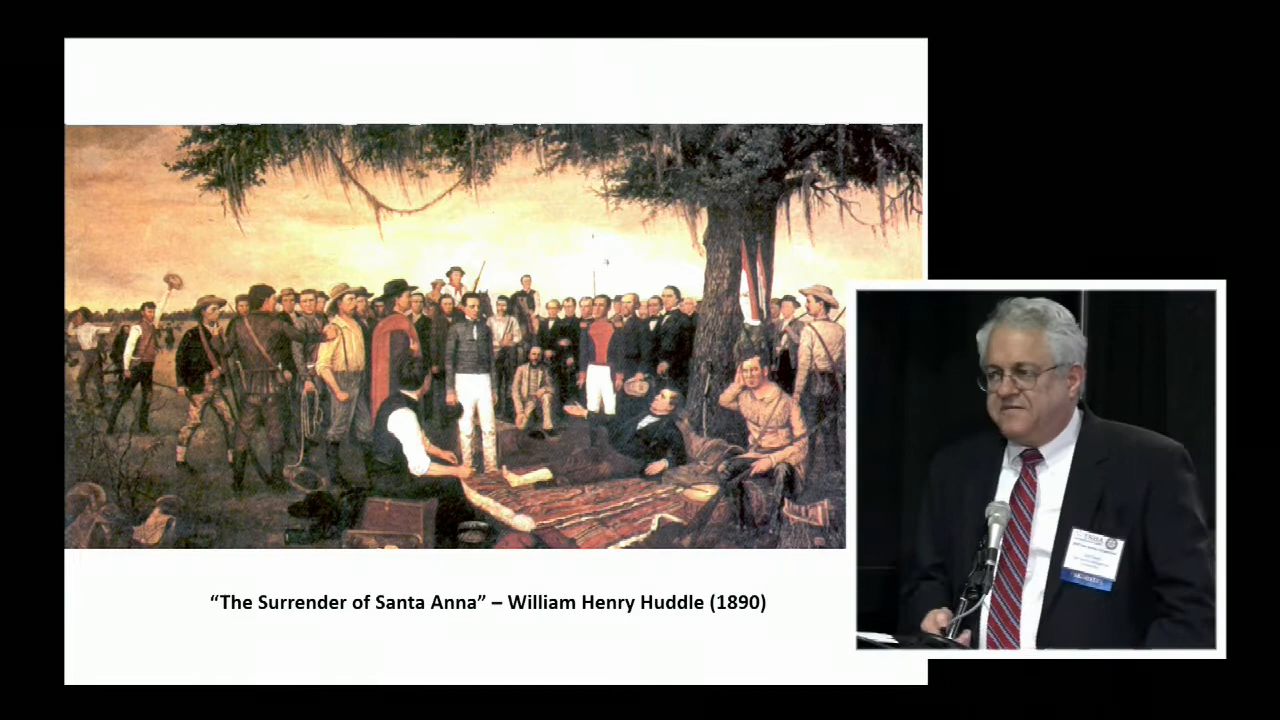 “The Surrender of Santa Anna” – William Henry Huddle (1890)